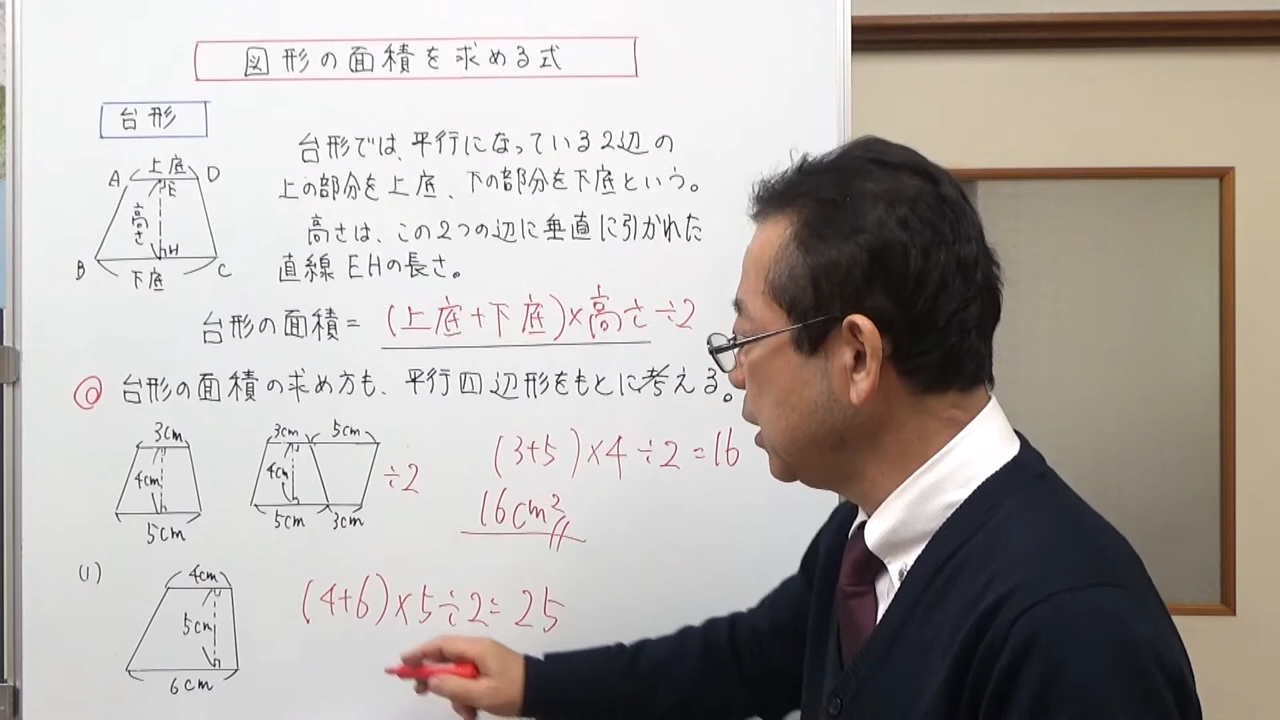 図形の面積を求める式
台形
上底
A D
E
高さ
H
B C
下底
台形では、平行になっている2辺の
上の部分を上底、下の部分を下底という。
高さは、この2つの辺に垂直に引かれた
直線EHの長さ。
台形の面積= (上底+下底)×高さ÷2
◎ 台形の面積の求め方も、平行四辺形をもとに考える。
3cm
4cm
5cm
3cm 5cm
4cm
5cm 3cm
÷2
(3+5)×4÷2=16
16cm²
(1)
4cm
5cm
6cm
(4+6)×5÷2=25